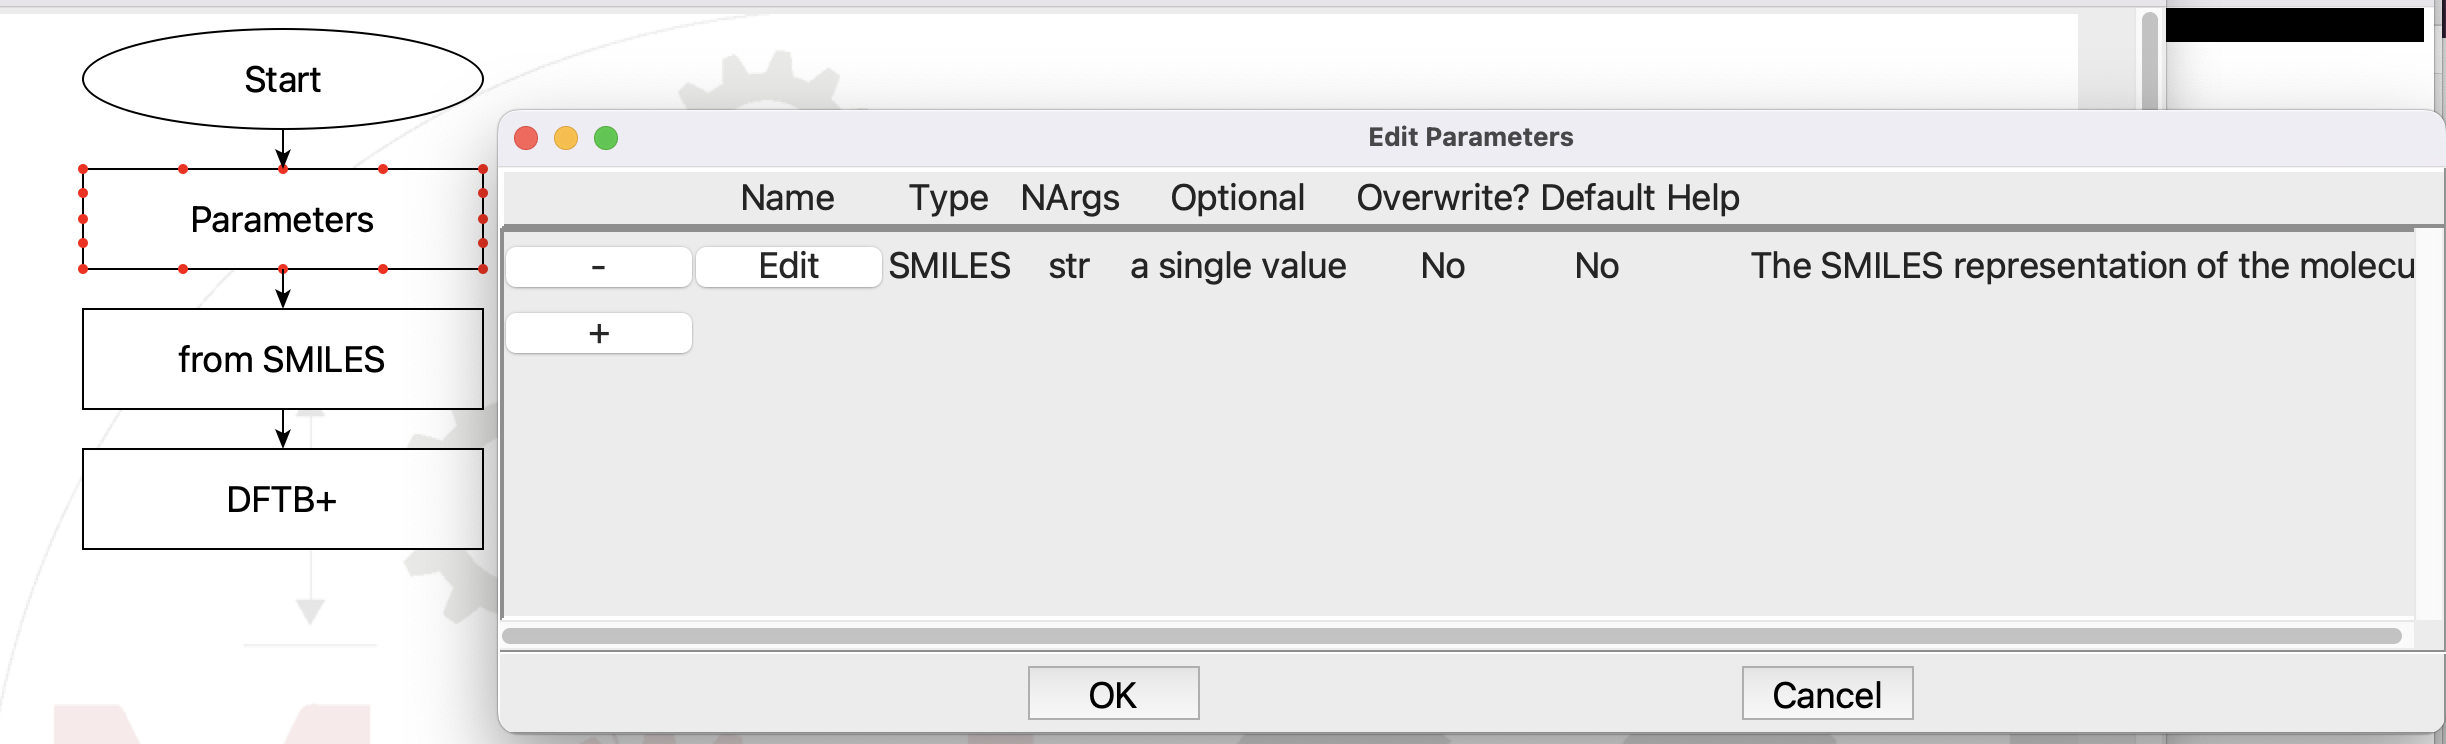 Start
Parameters
from SMILES
DFTB+
Edit Parameters
Name Type NArgs Optional Overwrite? Default Help
- Edit SMILES str a single value No No The SMILES representation of the molecu
+
OK Cancel